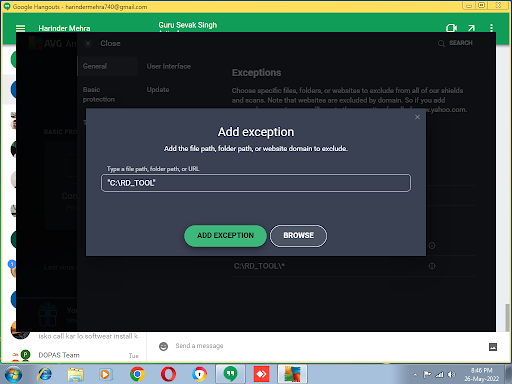 Google Hangouts - harindermehra740@gmail.com
Harinder Mehra
Guru Sevak Singh
AVG
Close
SEARCH
General
User Interface
Exceptions
Basic protection
Update
Choose specific files, folders, or websites to exclude from all of our shields
and scans. Note that websites are excluded by domain. So if you add
www.yahoo.com.
BASIC
Add exception
Add the file path, folder path, or website domain to exclude.
Type a file path, folder path, or URL
"C:\RD_TOOL"
ADD EXCEPTION
BROWSE
C:\RD_TOOL\*
isko call kar lo softwear install k
DOPAS Team
Tue
Send a message
8:46 PM
26-May-2022